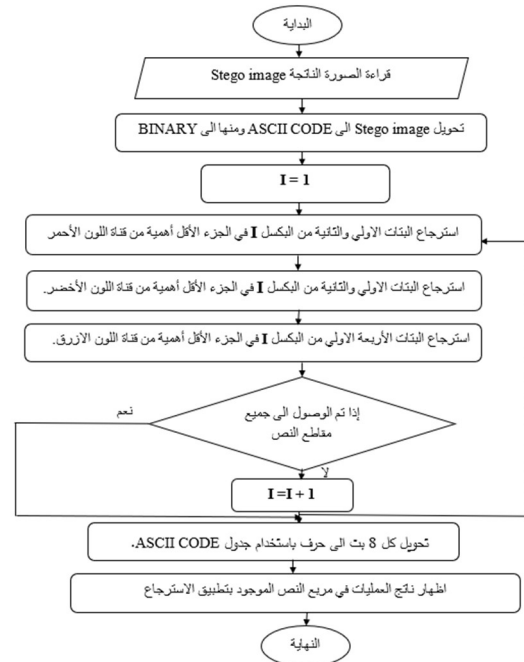 البداية
قراءة الصورة الناتجة Stego image
تحويل Stego image الى ASCII CODE ومنها الى BINARY
I = 1
استرجاع البتات الاولي والثانية من البكسل I في الجزء الأقل أهمية من قناة اللون الأحمر
استرجاع البتات الاولي والثانية من البكسل I في الجزء الأقل أهمية من قناة اللون الأخضر.
استرجاع البتات الأربعة الاولي من البكسل I في الجزء الأقل أهمية من قناة اللون الازرق.
نعم
إذا تم الوصول الى جميع
مقاطع النص
لا
I =I + 1
تحويل كل 8 بت الى حرف باستخدام جدول ASCII CODE.
اظهار ناتج العمليات في مربع النص الموجود بتطبيق الاسترجاع
النهاية